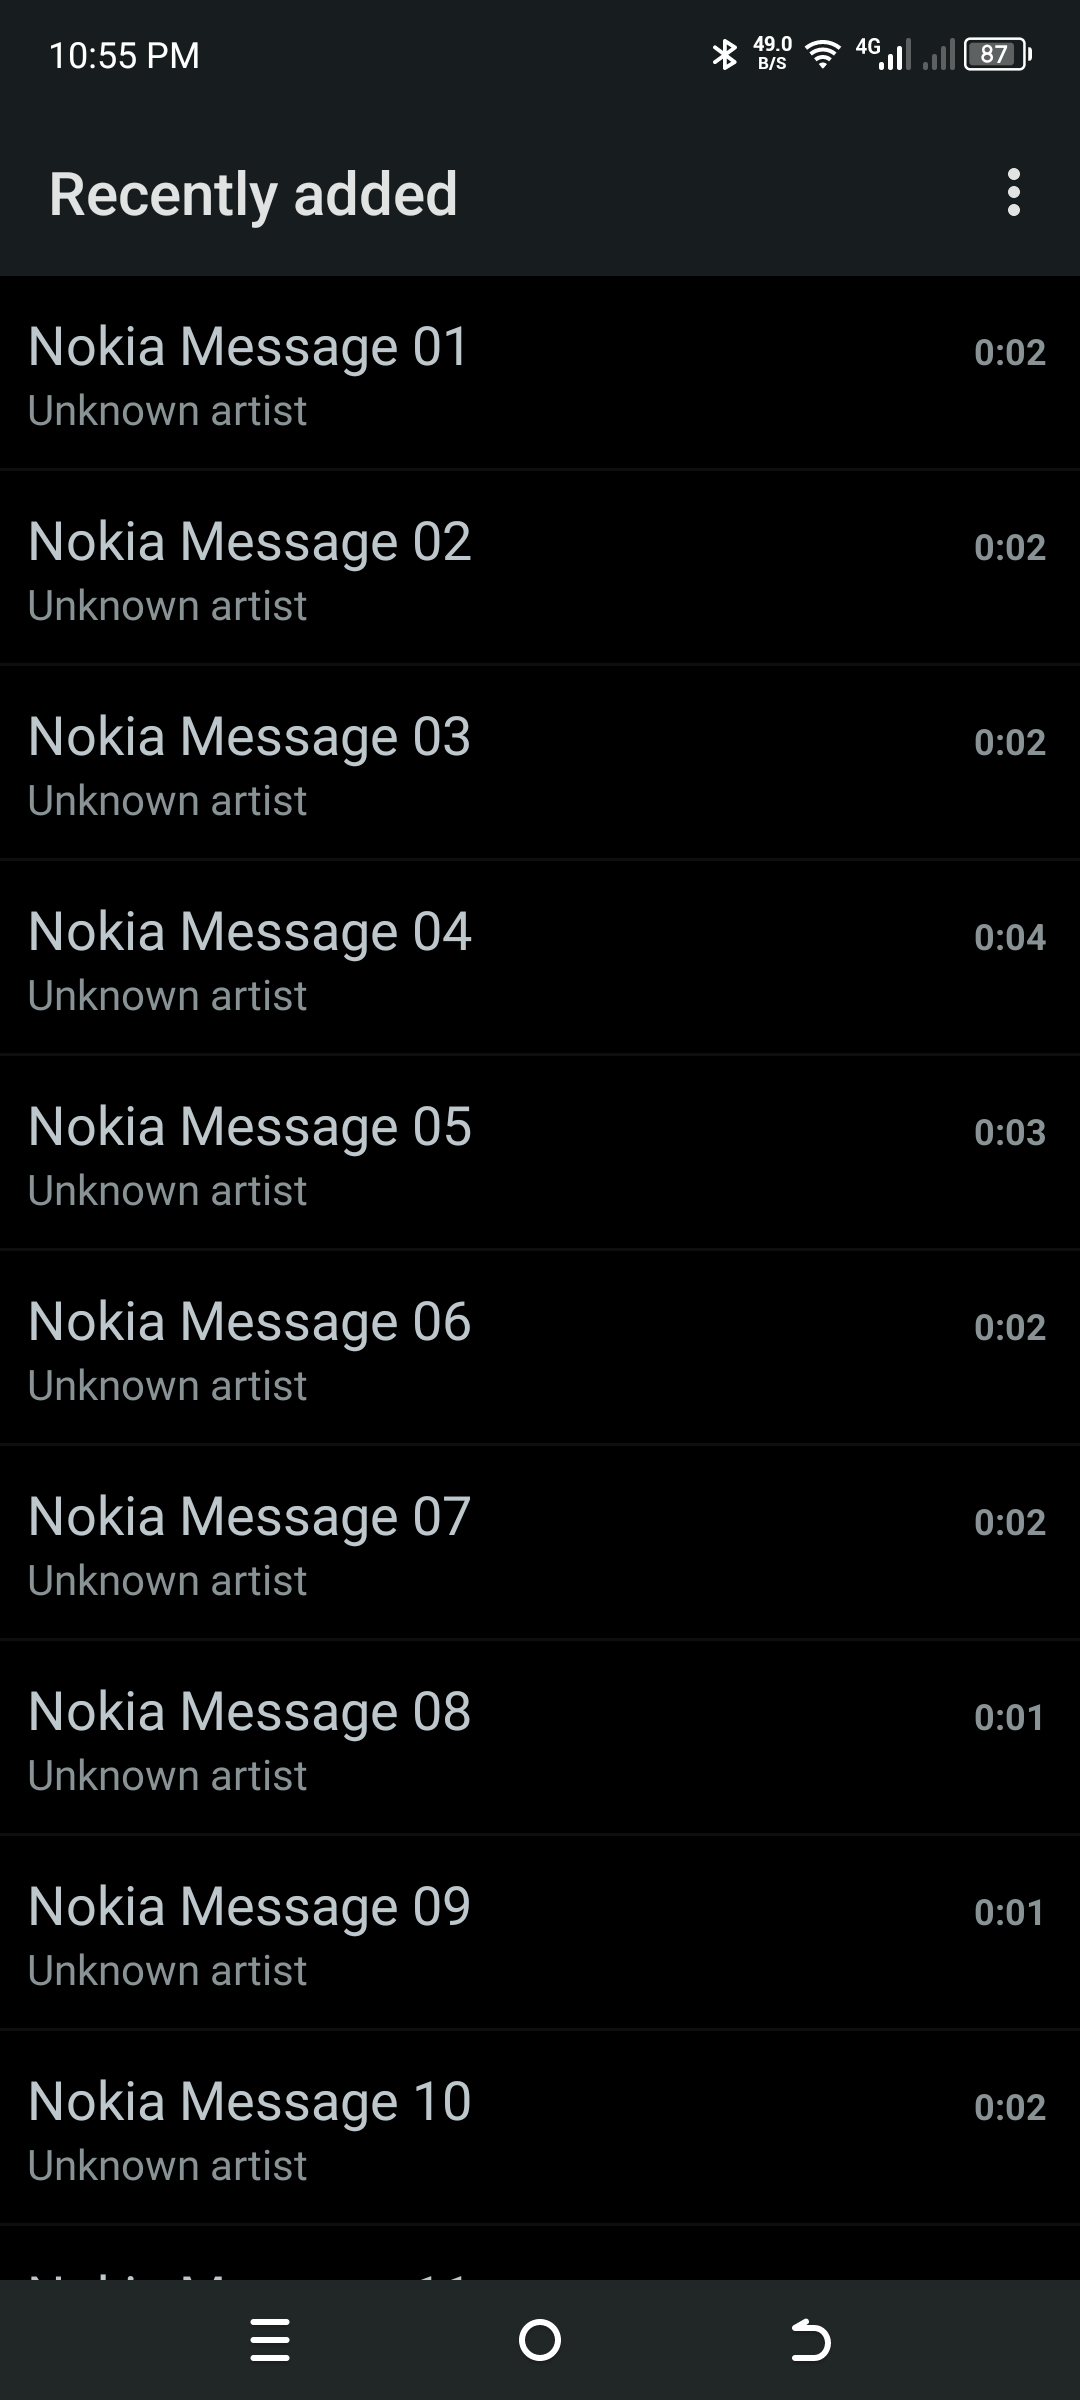 10:55 PM
49.0
B/S
4G
87
Recently added
Nokia Message 01
0:02
Unknown artist
Nokia Message 02
0:02
Unknown artist
Nokia Message 03
0:02
Unknown artist
Nokia Message 04
0:04
Unknown artist
Nokia Message 05
0:03
Unknown artist
Nokia Message 06
0:02
Unknown artist
Nokia Message 07
0:02
Unknown artist
Nokia Message 08
0:01
Unknown artist
Nokia Message 09
0:01
Unknown artist
Nokia Message 10
0:02
Unknown artist